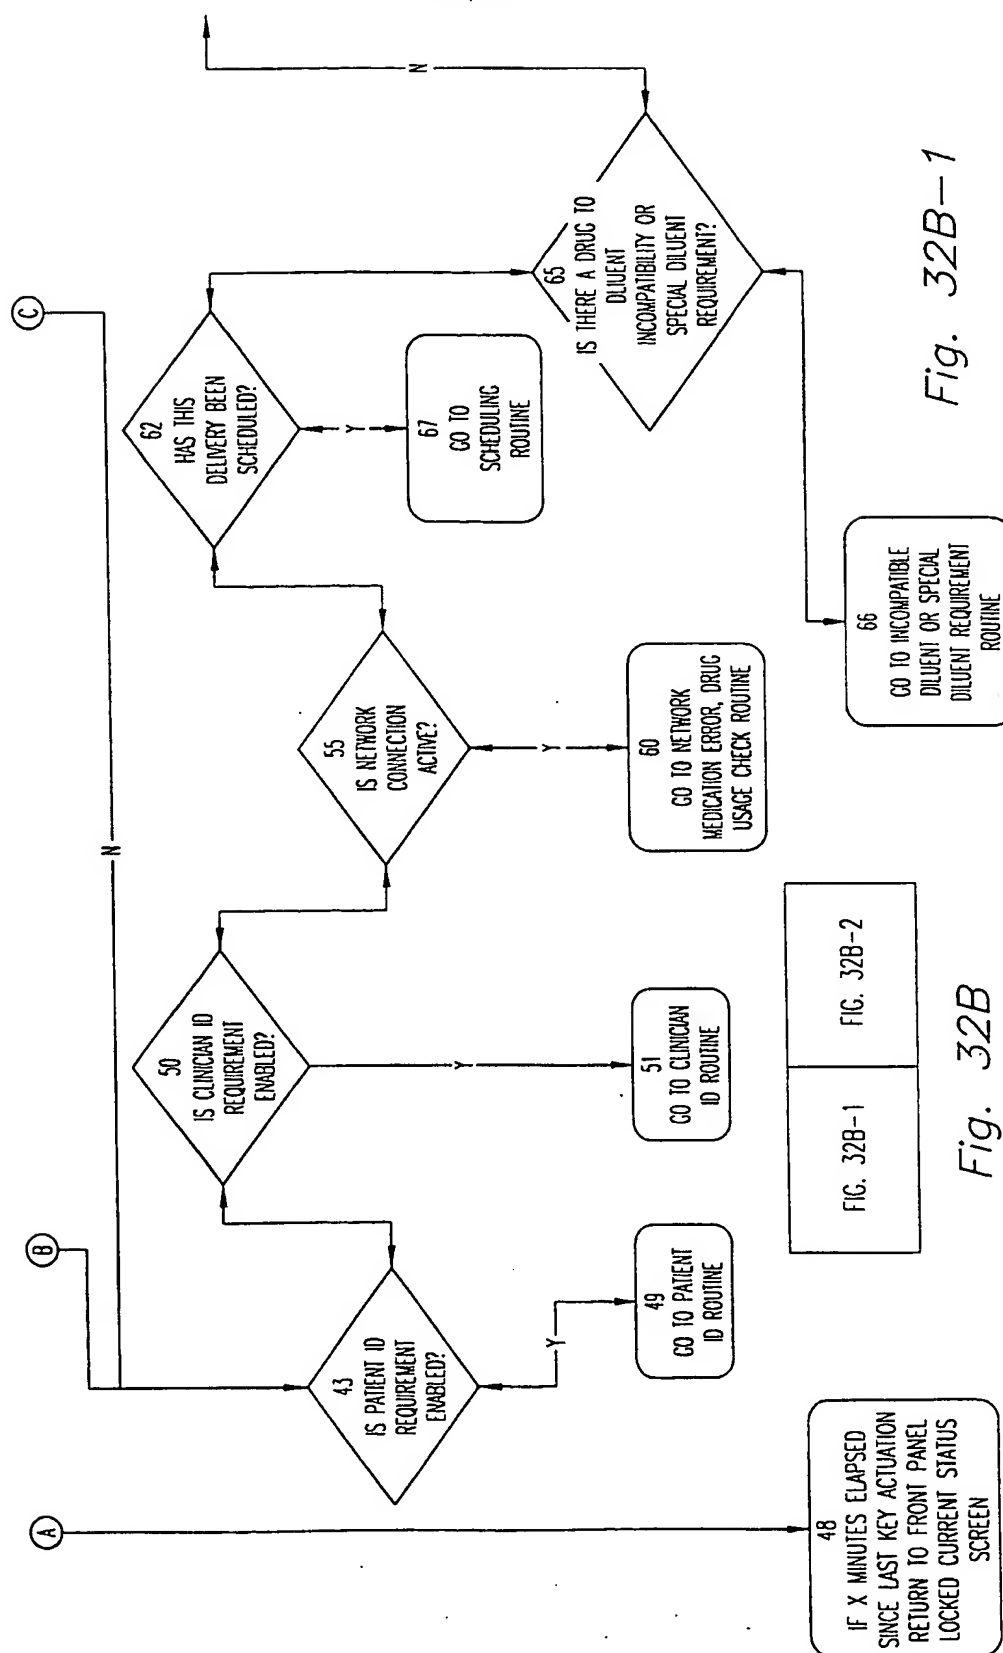 A
48
IF X MINUTES ELAPSED
SINCE LAST KEY ACTUATION
RETURN TO FRONT PANEL
LOCKED CURRENT STATUS
SCREEN
B
43
IS PATIENT ID
REQUIREMENT
ENABLED?
Y
49
GO TO PATIENT
ID ROUTINE
50
IS CLINICIAN ID
REQUIREMENT
ENABLED?
Y
51
GO TO CLINICIAN
ID ROUTINE
N
55
IS NETWORK
CONNECTION
ACTIVE?
Y
60
GO TO NETWORK
MEDICATION ERROR, DRUG
USAGE CHECK ROUTINE
62
HAS THIS
DELIVERY BEEN
SCHEDULED?
Y
67
GO TO
SCHEDULING
ROUTINE
C
65
IS THERE A DRUG TO
DLIUENT
INCOMPATIBILITY OR
SPECIAL DILUENT
REQUIREMENT?
N
66
GO TO INCOMPATIBLE
DILUENT OR SPECIAL
DILUENT REQUIREMENT
ROUTINE
FIG. 32B-1
FIG. 32B-2
Fig. 32B
Fig. 32B-1